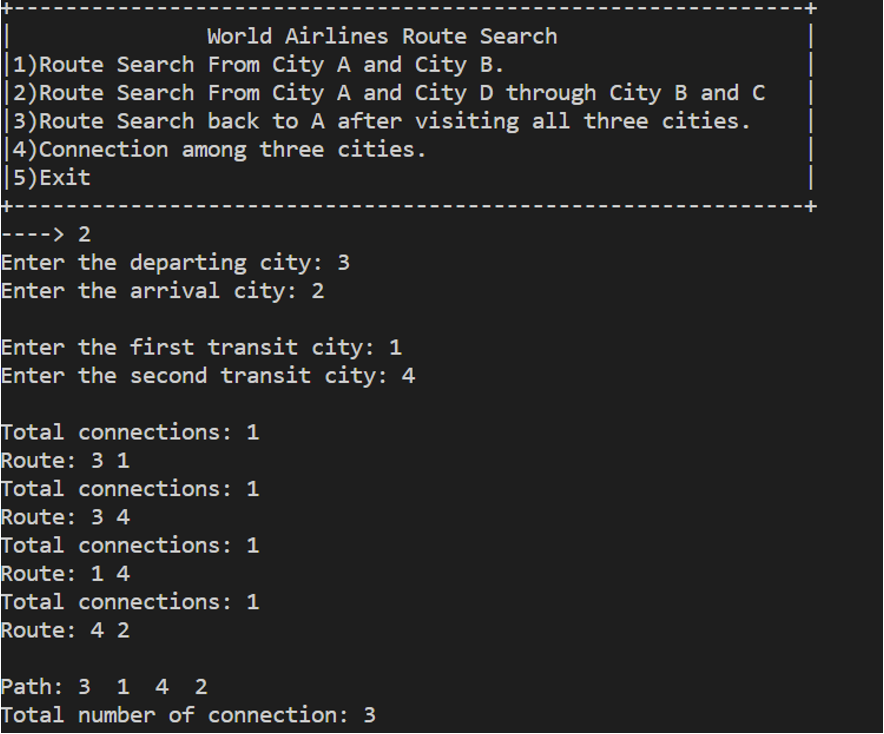 +-------------------------------------------------------------+
|               World Airlines Route Search                   |
|1)Route Search From City A and City B.                       |
|2)Route Search From City A and City D through City B and C   |
|3)Route Search back to A after visiting all three cities.    |
|4)Connection among three cities.                             |
|5)Exit                                                       |
+-------------------------------------------------------------+
----> 2
Enter the departing city: 3
Enter the arrival city: 2

Enter the first transit city: 1
Enter the second transit city: 4

Total connections: 1
Route: 3 1
Total connections: 1
Route: 3 4
Total connections: 1
Route: 1 4
Total connections: 1
Route: 4 2

Path: 3  1  4  2
Total number of connection: 3